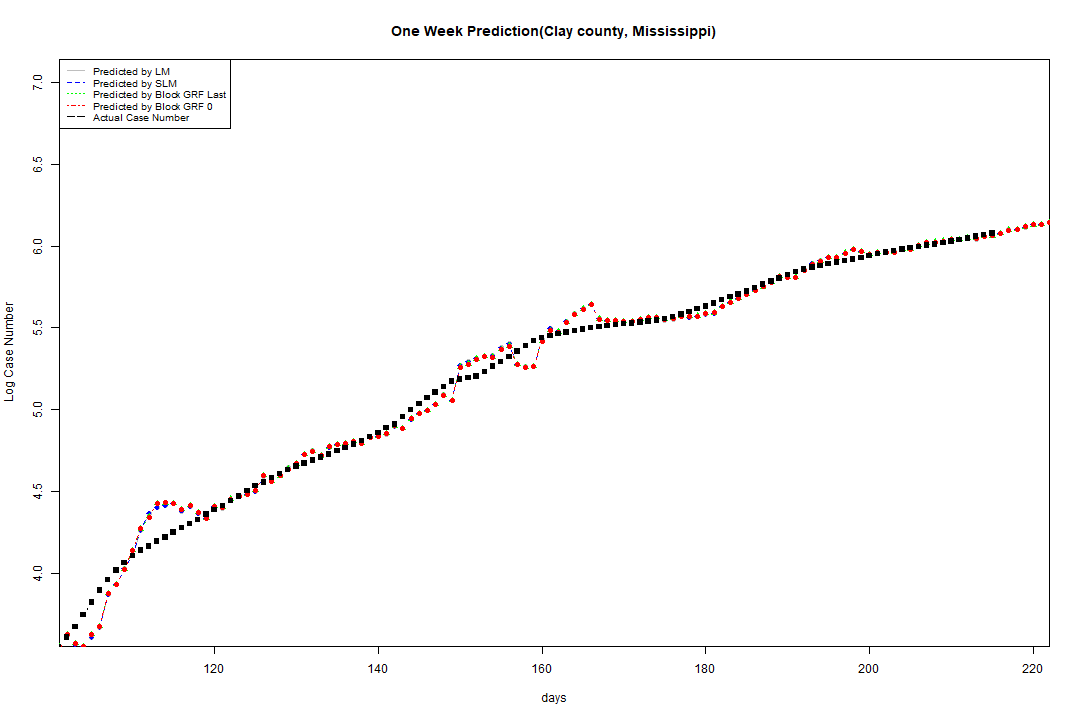 One Week Prediction(Clay county, Mississippi)
Predicted by LM
Predicted by SLM
Predicted by Block GRF Last
Predicted by Block GRF 0
Actual Case Number
7.0
6.5
6.0
5.5
5.0
4.5
4.0
Log Case Number
120 140 160 180 200 220
days